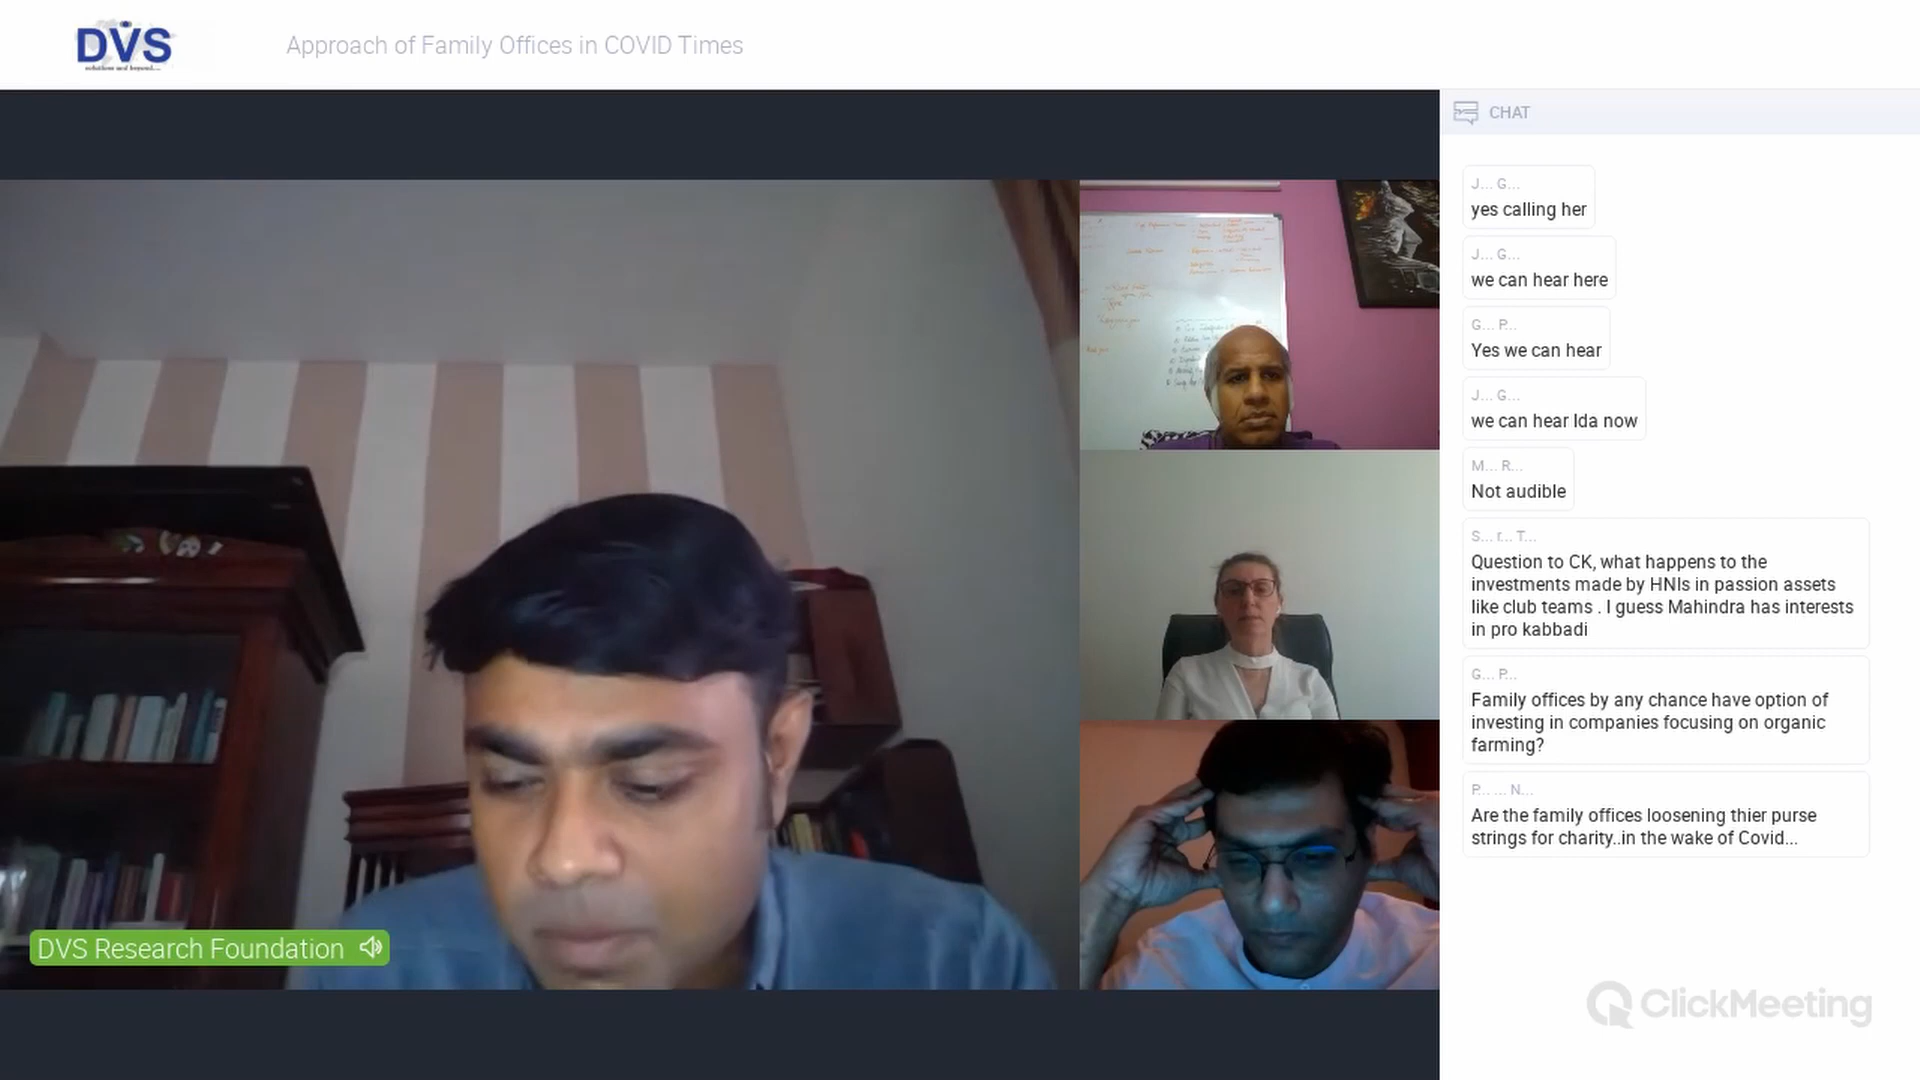 DVS
solutions and beyond....
Approach of Family Offices in COVID Times
CHAT
J... G...
yes calling her
J... G...
we can hear here
G... P...
Yes we can hear
J... G...
we can hear Ida now
M... R...
Not audible
S... r... T...
Question to CK, what happens to the
investments made by HNIs in passion assets
like club teams . I guess Mahindra has interests
in pro kabbadi
G... P...
Family offices by any chance have option of
investing in companies focusing on organic
farming?
P... ... N...
Are the family offices loosening thier purse
strings for charity..in the wake of Covid...
DVS Research Foundation
ClickMeeting